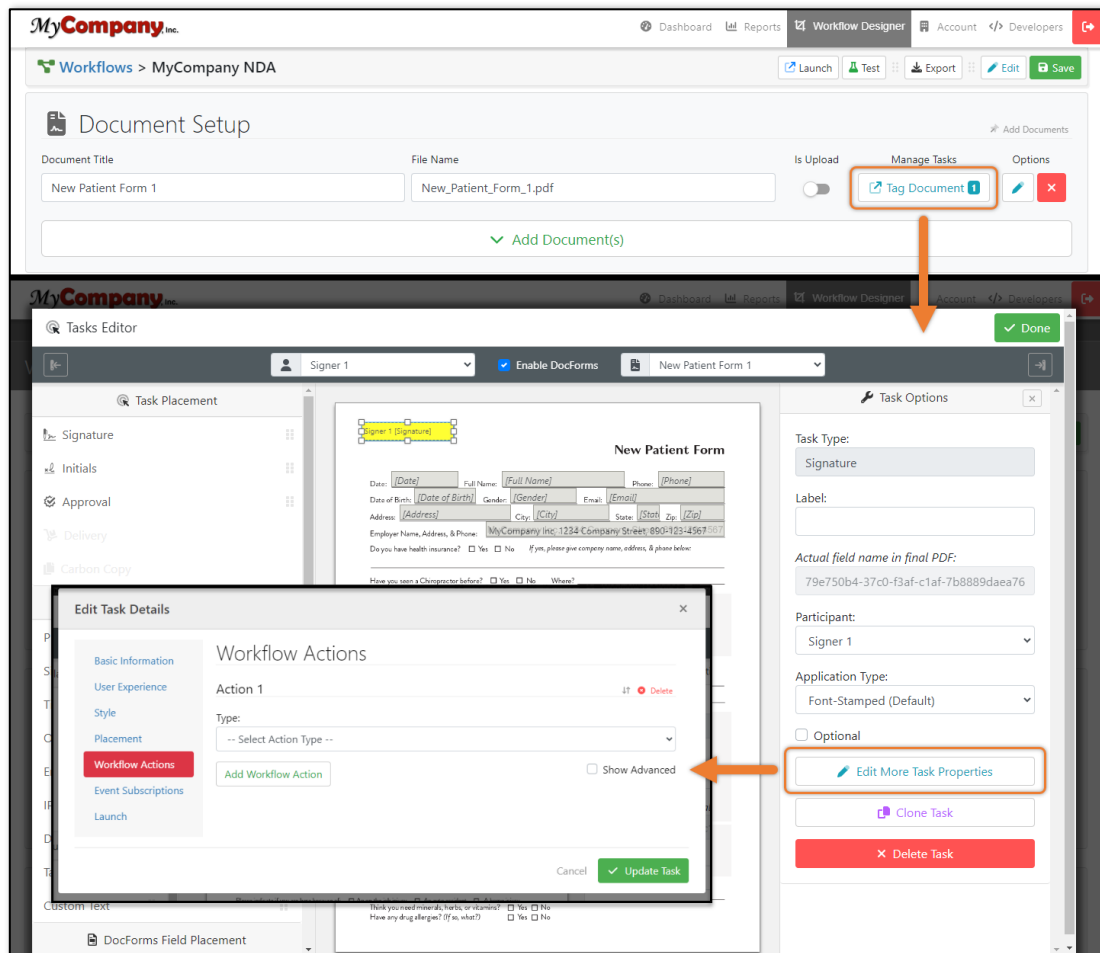 MyCompany, Inc.
Dashboard Reports Workflow Designer Account Developers
Workflows > MyCompany NDA
Launch Test Export Edit Save
Document Setup
Add Documents
Document Title File Name Is Upload Manage Tasks Options
New Patient Form 1 New_Patient_Form_1.pdf Tag Document 1
Add Document(s)
MyCompany, Inc.
Dashboard Reports Workflow Designer Account Developers
Tasks Editor
Done
Signer 1 Enable DocForms New Patient Form 1
Task Placement
Signature
Initials
Approval
Delivery
Carbon Copy
Custom Text
DocForms Field Placement
Signer 1 [Signature]
New Patient Form
Date: [Date] Full Name: [Full Name] Phone: [Phone]
Date of Birth: [Date of Birth] Gender: [Gender] Email: [Email]
Address: [Address] City: [City] State: [Stat Zip: [Zip]
Employer Name, Address, & Phone: MyCompany Inc. 1234 Company Street, 890-123-4567
Do you have health insurance? Yes No If yes, please give company name, address, & phone below:
Have you seen a Chiropractor before? Yes No Where?
Think you need minerals, herbs, or vitamins? Yes No
Have any drug allergies? (If so, what?) Yes No
Task Options
Task Type:
Signature
Label:
Actual field name in final PDF:
79e750b4-37c0-f3af-c1af-7b8889daea76
Participant:
Signer 1
Application Type:
Font-Stamped (Default)
Optional
Edit More Task Properties
Clone Task
Delete Task
Edit Task Details
Basic Information
User Experience
Style
Placement
Workflow Actions
Event Subscriptions
Launch
Workflow Actions
Action 1 Delete
Type:
-- Select Action Type --
Add Workflow Action Show Advanced
Cancel Update Task